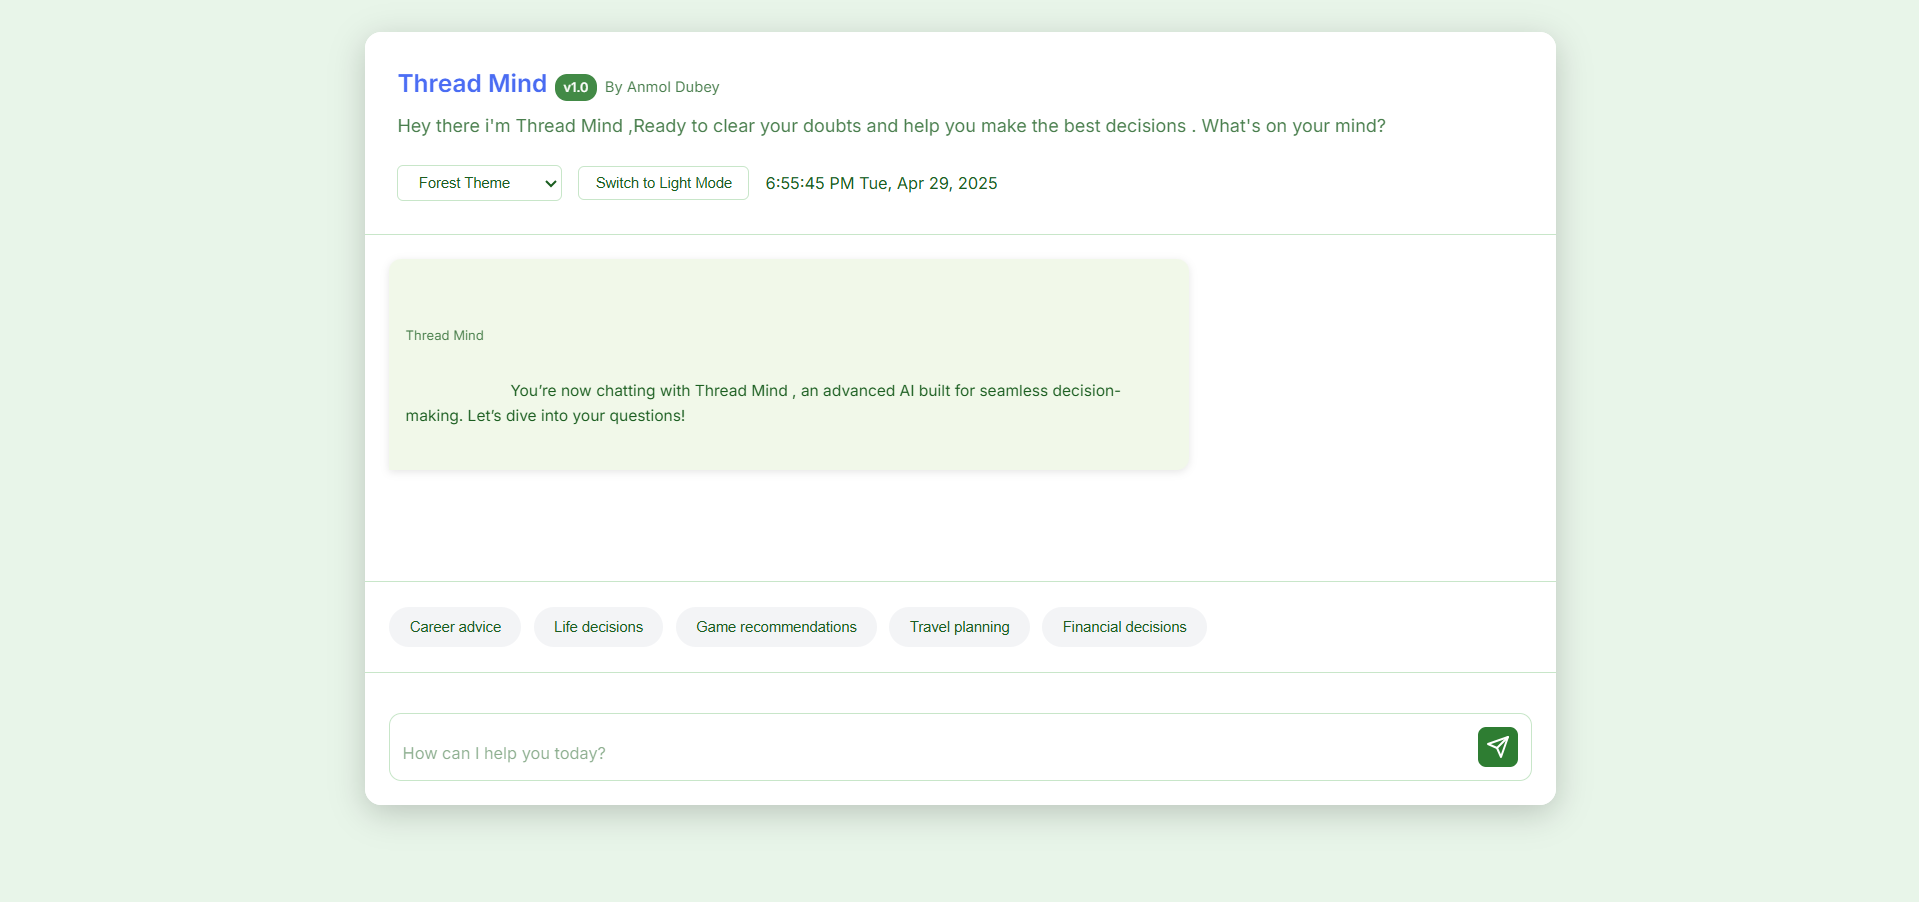 Thread Mind v1.0 By Anmol Dubey
Hey there i'm Thread Mind ,Ready to clear your doubts and help you make the best decisions . What's on your mind?
Forest Theme Switch to Light Mode 6:55:45 PM Tue, Apr 29, 2025
Thread Mind
You’re now chatting with Thread Mind , an advanced AI built for seamless decision-
making. Let’s dive into your questions!
Career advice Life decisions Game recommendations Travel planning Financial decisions
How can I help you today?